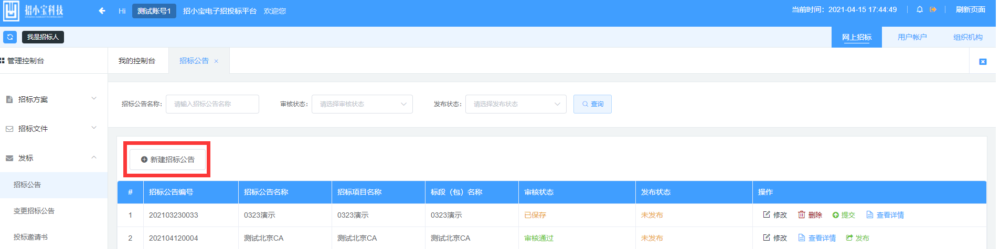 招小宝科技
Hi 测试账号1 招小宝电子招投标平台 欢迎您
当前时间：2021-04-15 17:44:49 刷新页面
我是招标人
网上招标 用户帐户 组织机构
管理控制台
我的控制台 招标公告 ×
招标方案
招标文件
发标
招标公告
变更招标公告
投标邀请书
招标公告名称： 请输入招标公告名称 审核状态： 请选择审核状态 发布状态： 请选择发布状态 查询
新建招标公告
# 招标公告编号 招标公告名称 招标项目名称 标段（包）名称 审核状态 发布状态 操作
1 202103230033 0323演示 0323演示 0323演示 已保存 未发布 修改 删除 提交 查看详情
2 202104120004 测试北京CA 测试北京CA 测试北京CA 审核通过 未发布 修改 查看详情 发布